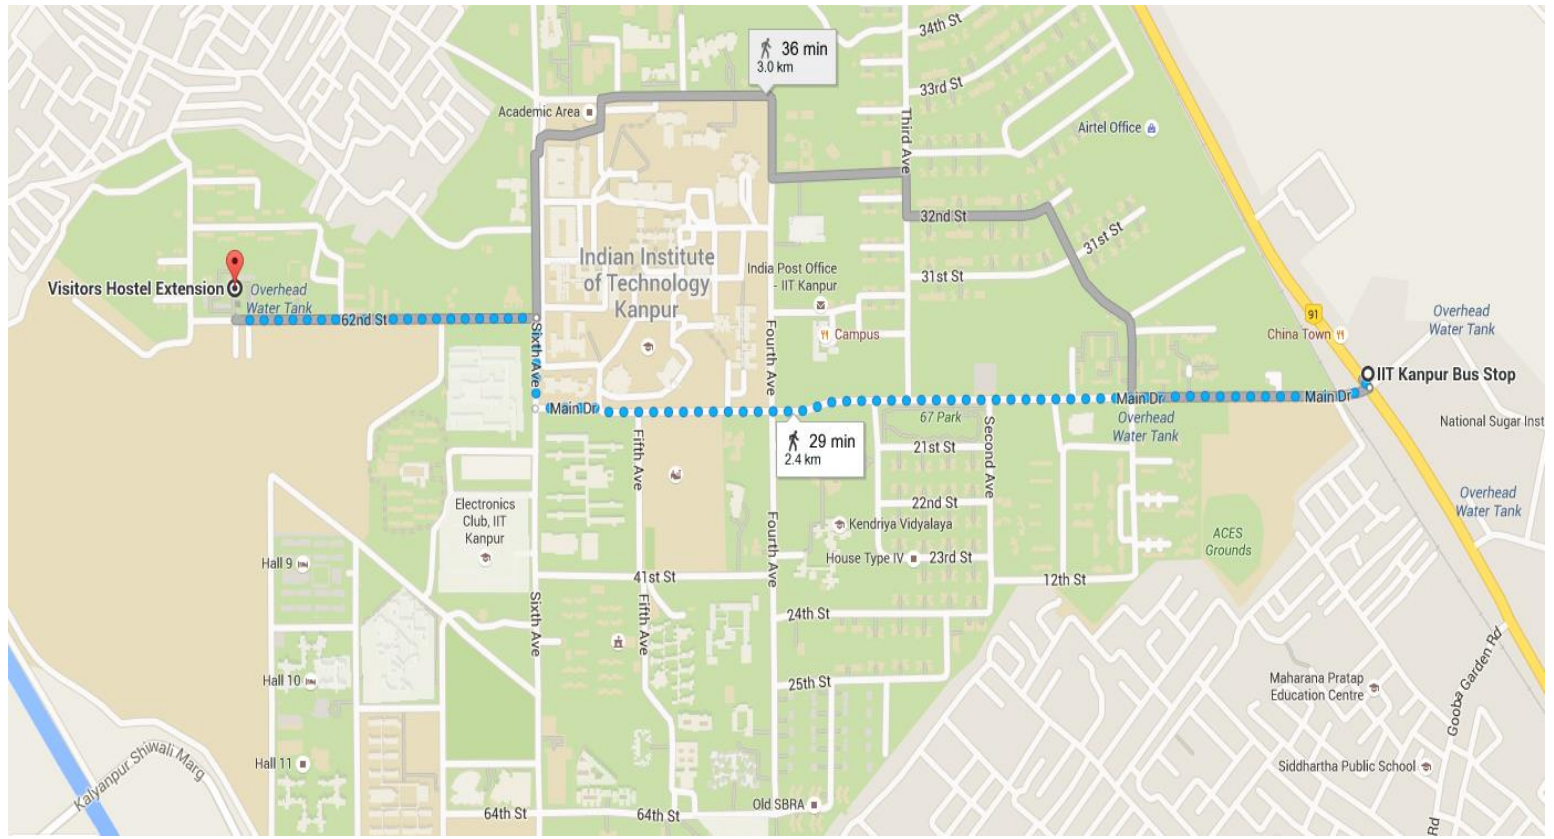 34th St
36 min
3.0 km
33rd St
Academic Area
Third Ave
Airtel Office
32nd St
31st St
Indian Institute
of Technology
Kanpur
India Post Office
- IIT Kanpur
31st St
Visitors Hostel Extension
Overhead
Water Tank
62nd St
Sixth Ave
Fourth Ave
Campus
91
China Town
Overhead
Water Tank
IIT Kanpur Bus Stop
Main Dr
Main Dr
Main Dr
Overhead
Water Tank
67 Park
National Sugar Inst
29 min
2.4 km
Fifth Ave
21st St
Second Ave
22nd St
Electronics
Club, IIT
Kanpur
Fourth Ave
Kendriya Vidyalaya
House Type IV
23rd St
ACES
Grounds
Overhead
Water Tank
Hall 9
41st St
12th St
Sixth Ave
Fifth Ave
24th St
Hall 10
25th St
Maharana Pratap
Education Centre
Gooba Garden Rd
Hall 11
Kalyanpur Shiwali Marg
Siddhartha Public School
Old SBRA
64th St
64th St
Rd